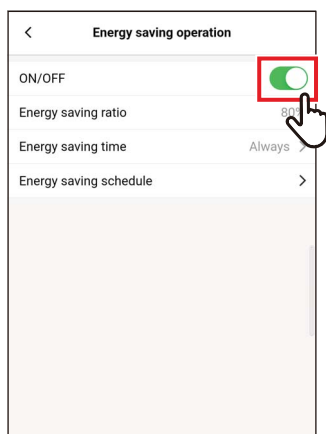 Energy saving operation
ON/OFF
Energy saving ratio 80%
Energy saving time Always
Energy saving schedule